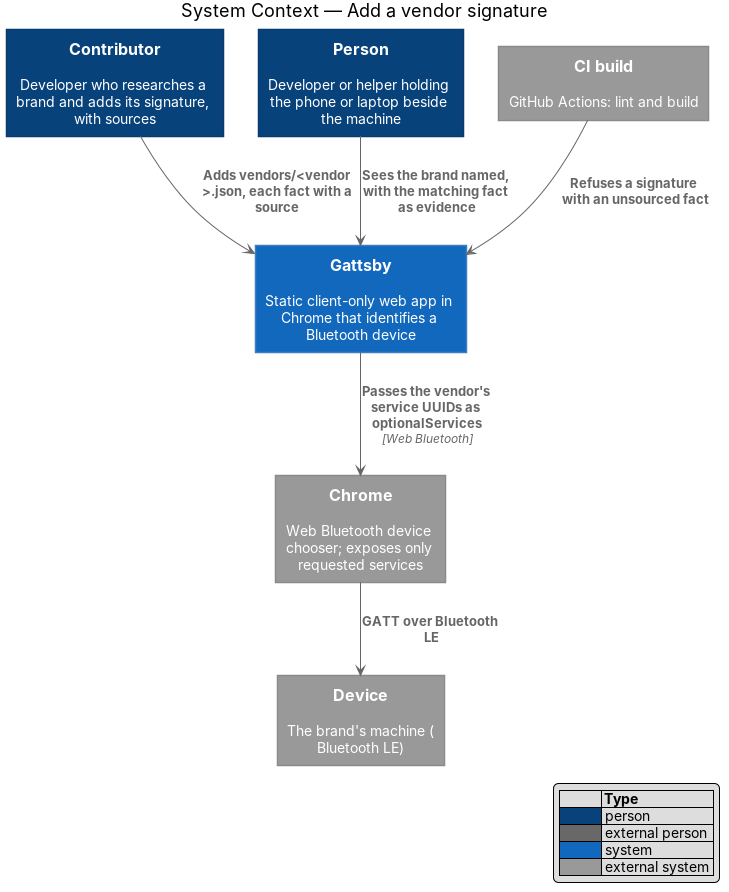 System Context — Add a vendor signature
Contributor
Developer who researches a
brand and adds its signature,
with sources
Person
Developer or helper holding
the phone or laptop beside
the machine
CI build
GitHub Actions: lint and build
Adds vendors/<vendor
>.json, each fact with a
source
Sees the brand named,
with the matching fact
as evidence
Refuses a signature
with an unsourced fact
Gattsby
Static client-only web app in
Chrome that identifies a
Bluetooth device
Passes the vendor's
service UUIDs as
optionalServices
[Web Bluetooth]
Chrome
Web Bluetooth device
chooser; exposes only
requested services
GATT over Bluetooth
LE
Device
The brand's machine (
Bluetooth LE)
Type
person
external person
system
external system